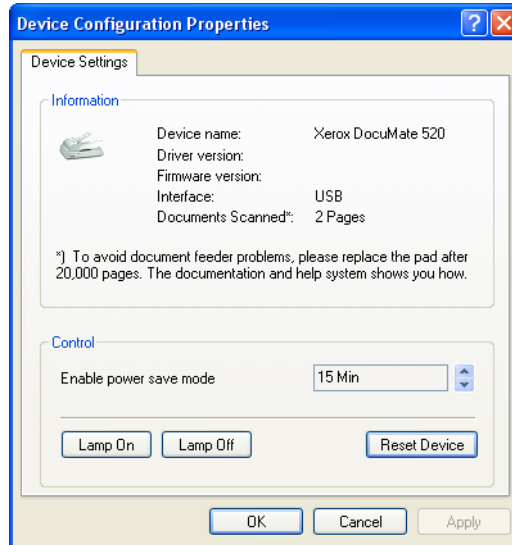 Device Configuration Properties
Device Settings
Information
Device name: Xerox DocuMate 520
Driver version:
Firmware version:
Interface: USB
Documents Scanned*: 2 Pages
*) To avoid document feeder problems, please replace the pad after
20,000 pages. The documentation and help system shows you how.
Control
Enable power save mode 15 Min
Lamp On Lamp Off Reset Device
OK Cancel Apply